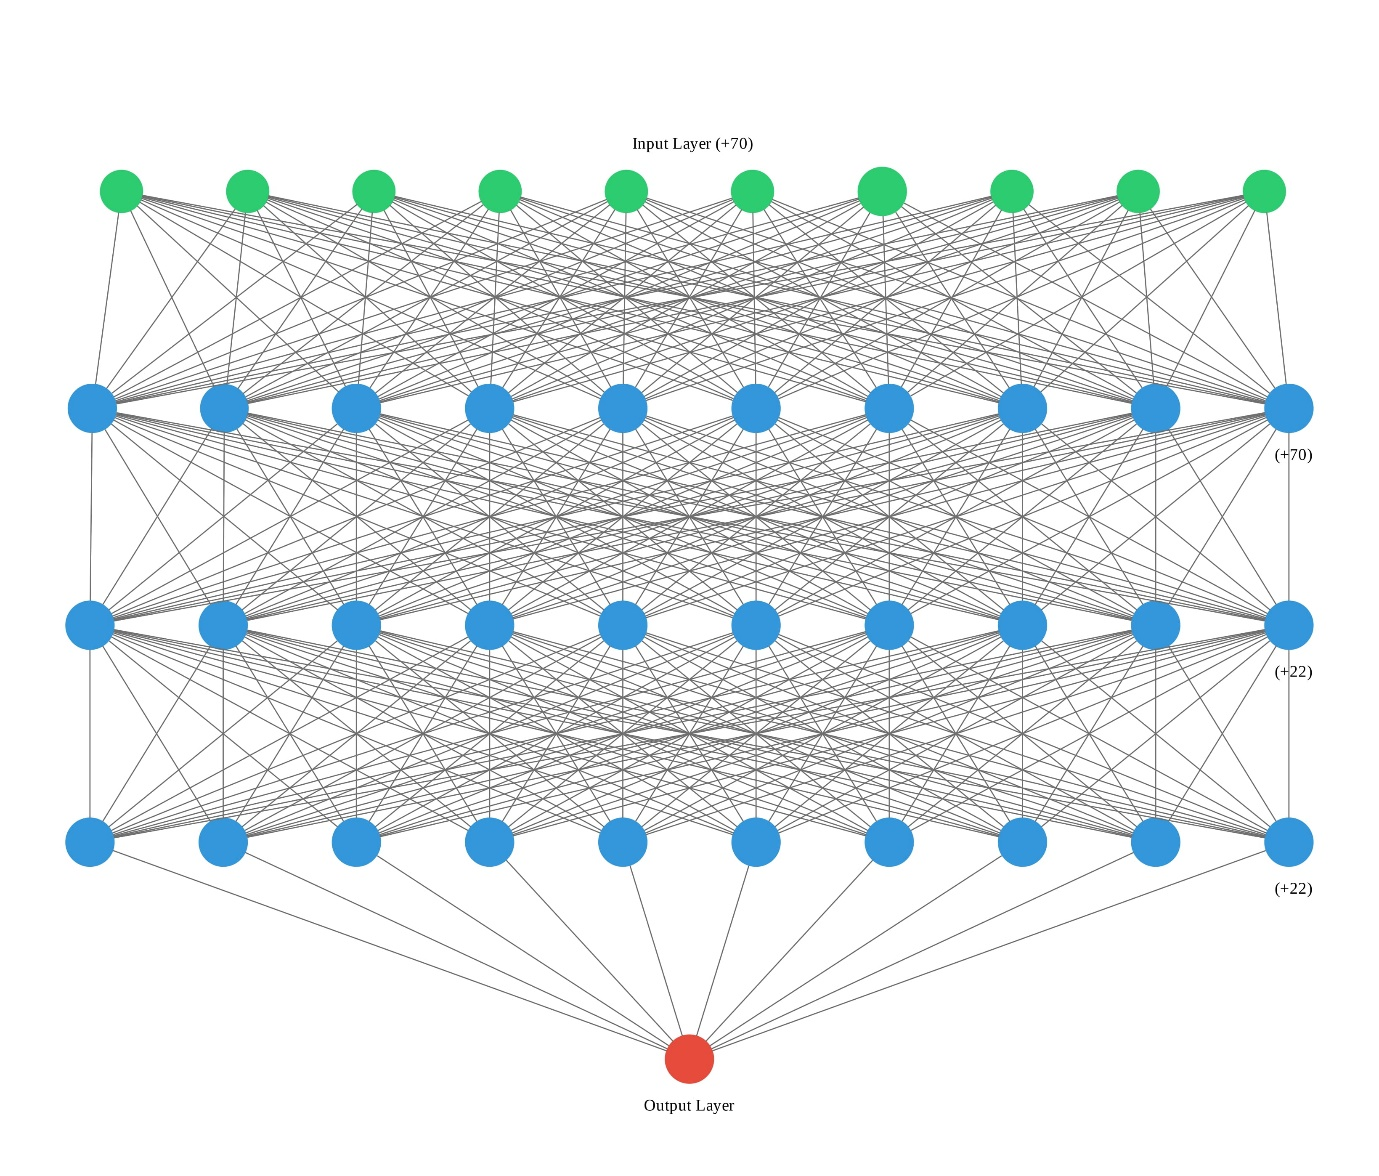 Input Layer (+70)
(+70)
(+22)
(+22)
Output Layer